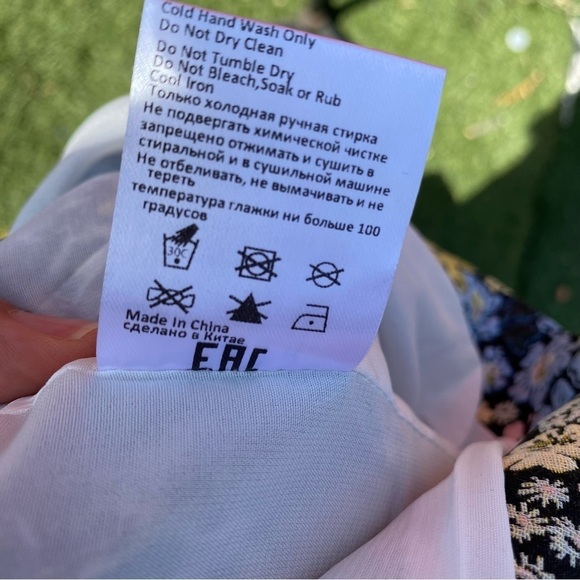 Cold Hand Wash Only
Do Not Dry Clean
Do Not Tumble Dry
Do Not Bleach,Soak or Rub
Cool Iron
Только холодная ручная стирка
Не подвергать химической чистке
запрещено отжимать и сушить в
стиральной и в сушильной машине
Не отбеливать, не вымачивать и не
тереть
температура глажки ни больше 100
градусов
30C
Made In China
сделано в Китае
EAC